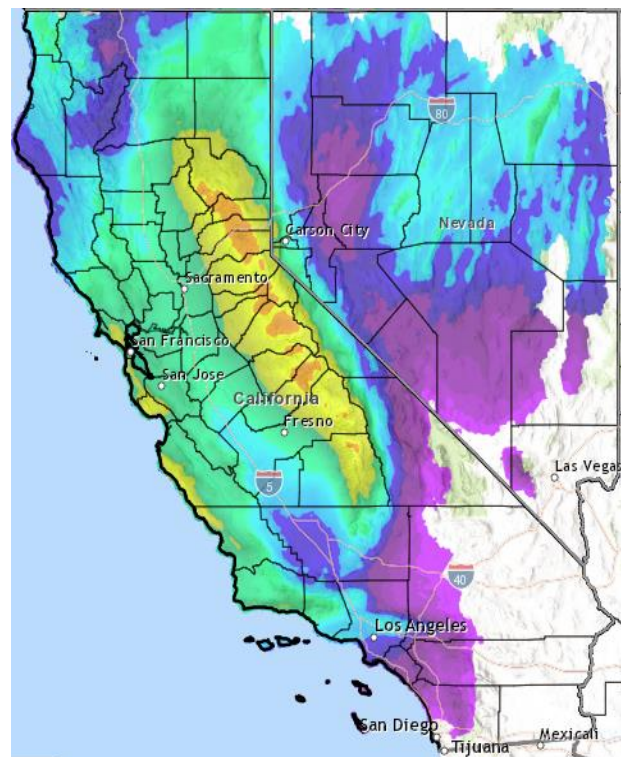 80
Nevada
Carson City
Sacramento
San Francisco
San Jose
California
Fresno
5
Las Vegas
40
Los Angeles
San Diego
Mexicali
Tijuana